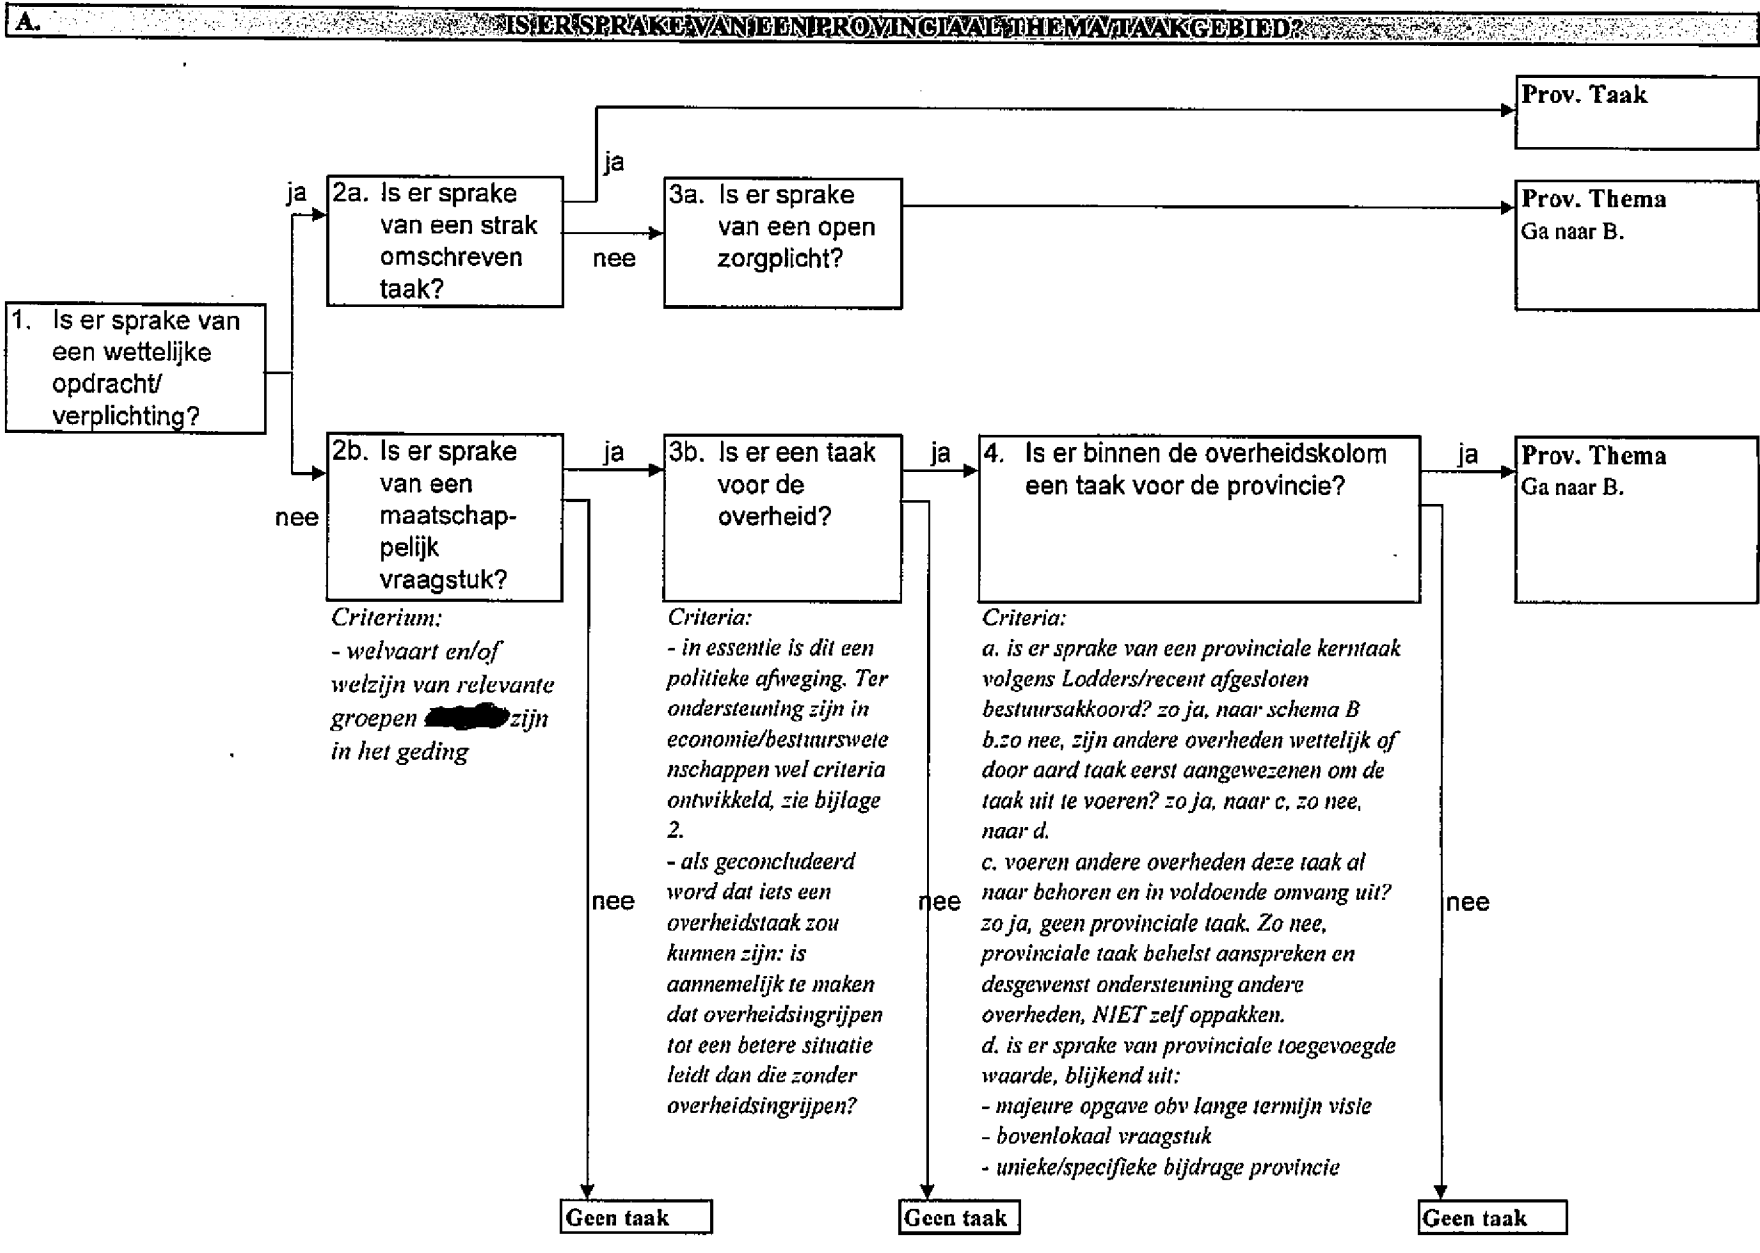 A. IS ER SPRAKE VAN EEN PROVINCIAAL THEMA/TAAKGEBIED?
Prov. Taak
ja
ja
2a. Is er sprake
van een strak
omschreven
taak?
nee
3a. Is er sprake
van een open
zorgplicht?
Prov. Thema
Ga naar B.
1. Is er sprake van
een wettelijke
opdracht/
verplichting?
nee
2b. Is er sprake
van een
maatschap-
pelijk
vraagstuk?
ja
3b. Is er een taak
voor de
overheid?
ja
4. Is er binnen de overheidskolom
een taak voor de provincie?
ja
Prov. Thema
Ga naar B.
Criterium:
- welvaart en/of
welzijn van relevante
groepen zijn
in het geding
nee
Criteria:
- in essentie is dit een
politieke afweging. Ter
ondersteuning zijn in
economie/bestuurswete
nschappen wel criteria
ontwikkeld, zie bijlage
2.
- als geconcludeerd
word dat iets een
overheidstaak zou
kunnen zijn: is
aannemelijk te maken
dat overheidsingrijpen
tot een betere situatie
leidt dan die zonder
overheidsingrijpen?
nee
Criteria:
a. is er sprake van een provinciale kerntaak
volgens Lodders/recent afgesloten
bestuursakkoord? zo ja, naar schema B
b.zo nee, zijn andere overheden wettelijk of
door aard taak eerst aangewezenen om de
taak uit te voeren? zo ja, naar c, zo nee,
naar d.
c. voeren andere overheden deze taak al
naar behoren en in voldoende omvang uit?
zo ja, geen provinciale taak. Zo nee,
provinciale taak behelst aanspreken en
desgewenst ondersteuning andere
overheden, NIET zelf oppakken.
d. is er sprake van provinciale toegevoegde
waarde, blijkend uit:
- majeure opgave obv lange termijn visie
- bovenlokaal vraagstuk
- unieke/specifieke bijdrage provincie
nee
Geen taak
Geen taak
Geen taak